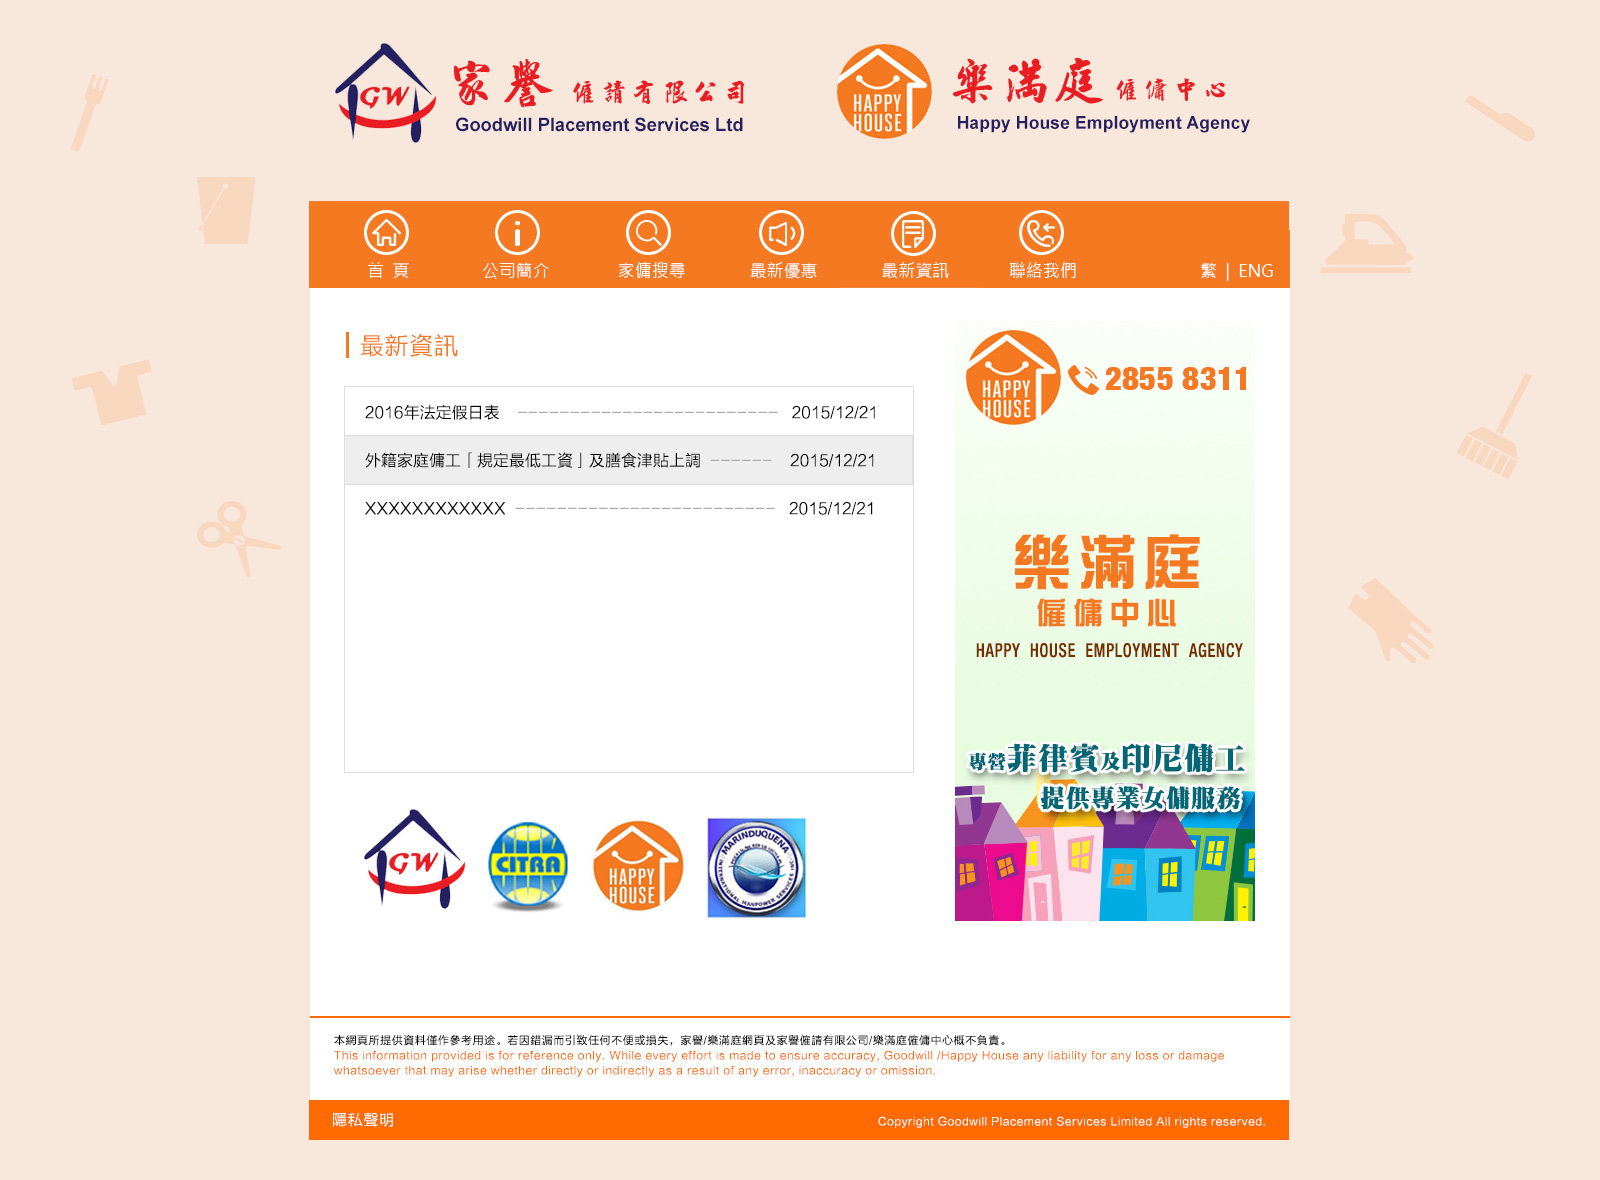 GW
家譽 僱請有限公司
Goodwill Placement Services Ltd
HAPPY
HOUSE
樂滿庭 僱傭中心
Happy House Employment Agency
首 頁
公司簡介
家傭搜尋
最新優惠
最新資訊
聯絡我們
繁 | ENG
最新資訊
2016年法定假日表 -------------------------- 2015/12/21
外籍家庭傭工「規定最低工資」及膳食津貼上調 ------ 2015/12/21
XXXXXXXXXXXXX -------------------------- 2015/12/21
HAPPY
HOUSE
2855 8311
樂滿庭
僱傭中心
HAPPY HOUSE EMPLOYMENT AGENCY
專營菲律賓及印尼傭工
提供專業女傭服務
GW
CITRA
HAPPY
HOUSE
MARINDUQUENA
INTERNATIONAL MANPOWER SERVICES INC.
本網頁所提供資料僅作參考用途。若因錯漏而引致任何不便或損失，家譽/樂滿庭網頁及家譽僱請有限公司/樂滿庭僱傭中心概不負責。
This information provided is for reference only. While every effort is made to ensure accuracy, Goodwill /Happy House any liability for any loss or damage
whatsoever that may arise whether directly or indirectly as a result of any error, inaccuracy or omission.
隱私聲明
Copyright Goodwill Placement Services Limited All rights reserved.